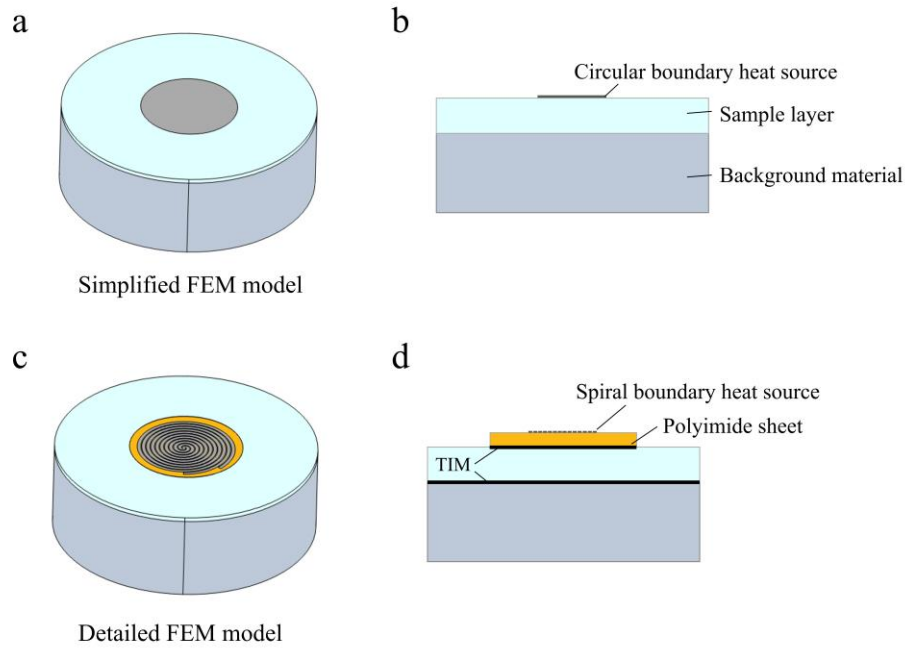 a
b
Circular boundary heat source
Sample layer
Background material
Simplified FEM model
c
d
Spiral boundary heat source
Polyimide sheet
TIM
Detailed FEM model